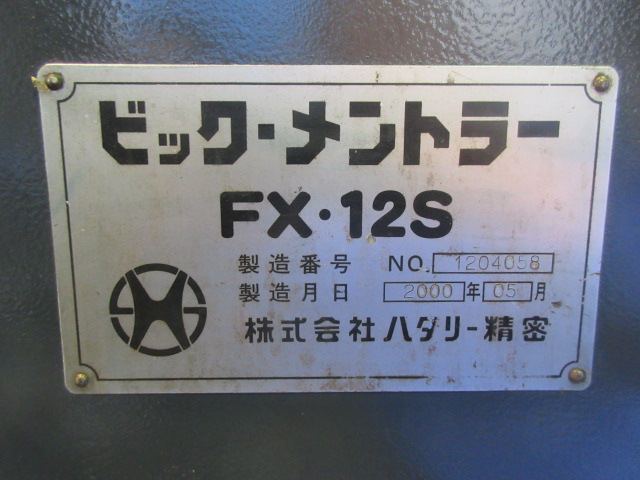 ビック・メントラー
FX・12S
製造番号 NO. 1204058
製造月日 2000年05月
株式会社ハダリー精密